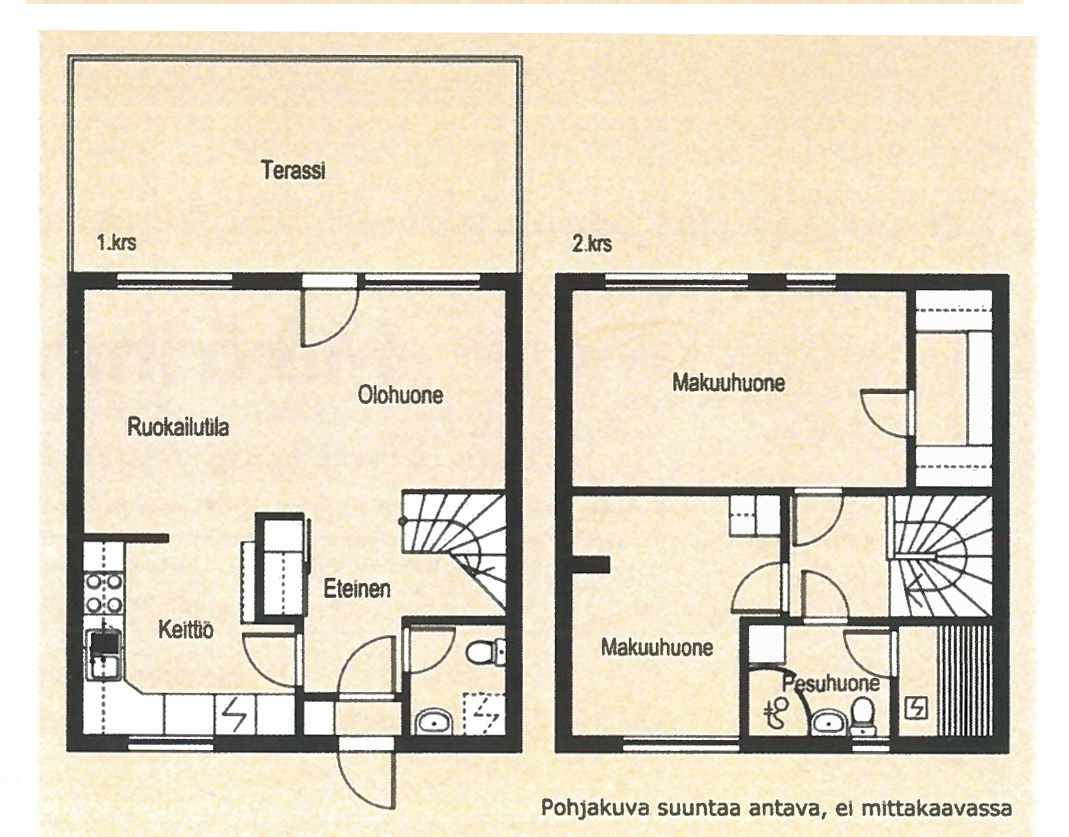 Terassi
1.krs
2.krs
Makuuhuone
Olohuone
Ruokailutila
Eteinen
Keittiö
Makuuhuone
Pesuhuone
Pohjakuva suuntaa antava, ei mittakaavassa